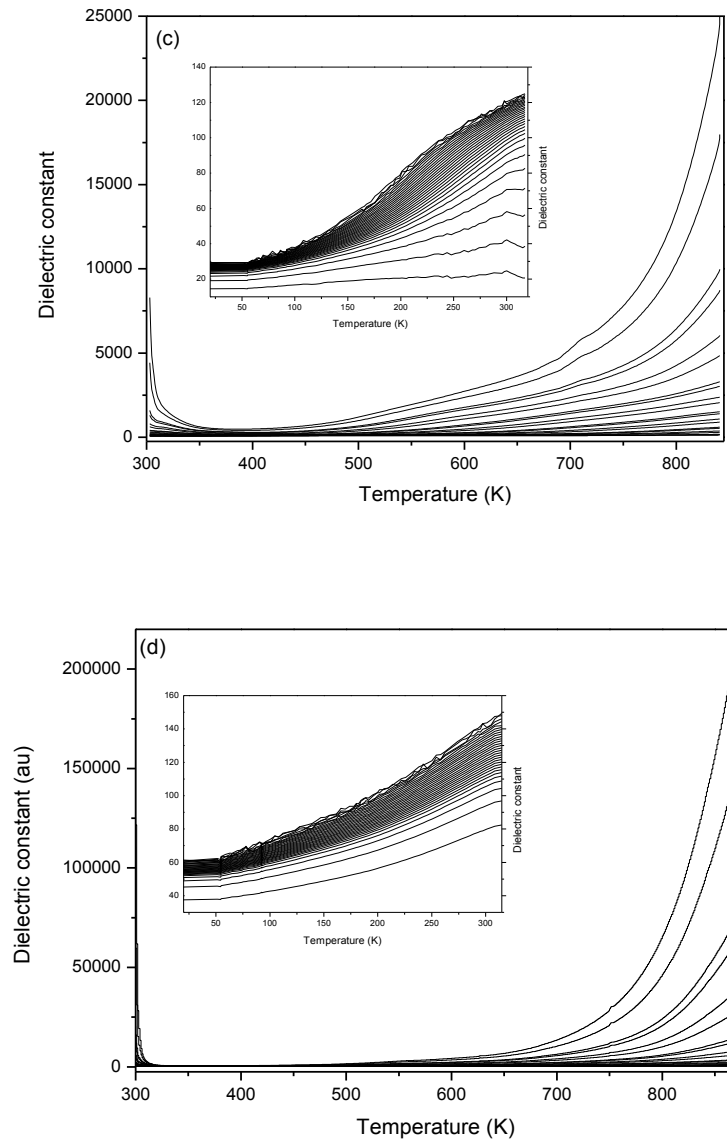 (c)
25000
20000
15000
10000
5000
0
Dielectric constant
300 400 500 600 700 800
Temperature (K)
140
120
100
80
60
40
20
50 100 150 200 250 300
Temperature (K)
Dielectric constant
(d)
200000
150000
100000
50000
0
Dielectric constant (au)
300 400 500 600 700 800
Temperature (K)
160
140
120
100
80
60
40
50 100 150 200 250 300
Temperature (K)
Dielectric constant